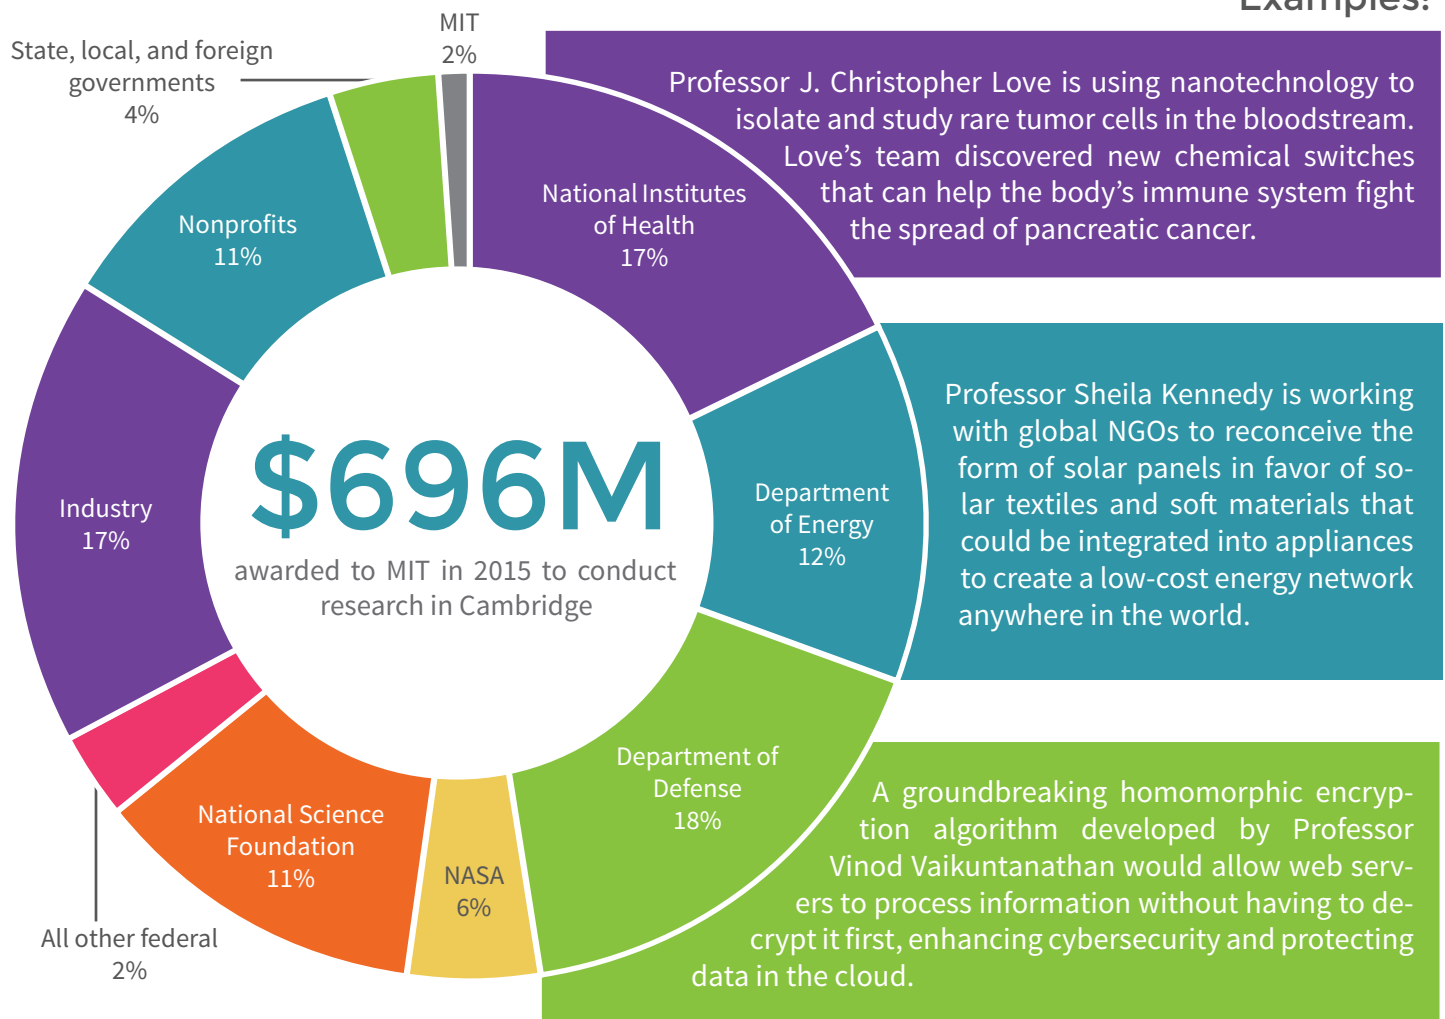 Examples:
MIT
2%
State, local, and foreign
governments
4%
Professor J. Christopher Love is using nanotechnology to
isolate and study rare tumor cells in the bloodstream.
Love’s team discovered new chemical switches
that can help the body’s immune system fight
the spread of pancreatic cancer.
National Institutes
of Health
17%
Nonprofits
11%
Professor Sheila Kennedy is working
with global NGOs to reconceive the
form of solar panels in favor of so-
lar textiles and soft materials that
could be integrated into appliances
to create a low-cost energy network
anywhere in the world.
Department
of Energy
12%
Industry
17%
$696M
awarded to MIT in 2015 to conduct
research in Cambridge
Department of
Defense
18%
A groundbreaking homomorphic encryp-
tion algorithm developed by Professor
Vinod Vaikuntanathan would allow web serv-
ers to process information without having to de-
crypt it first, enhancing cybersecurity and protecting
data in the cloud.
National Science
Foundation
11%
NASA
6%
All other federal
2%